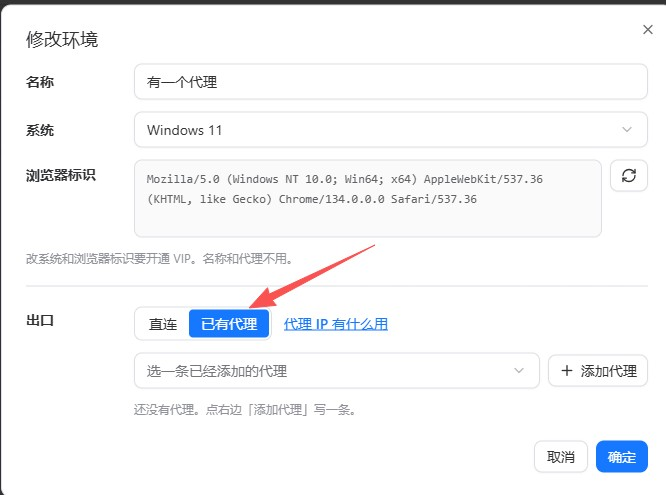 修改环境
名称
有一个代理
系统
Windows 11
浏览器标识
Mozilla/5.0 (Windows NT 10.0; Win64; x64) AppleWebKit/537.36
(KHTML, like Gecko) Chrome/134.0.0.0 Safari/537.36
改系统和浏览器标识要开通 VIP。名称和代理不用。
出口
直连
已有代理
代理 IP 有什么用
选一条已经添加的代理
+ 添加代理
还没有代理。点右边「添加代理」写一条。
取消
确定